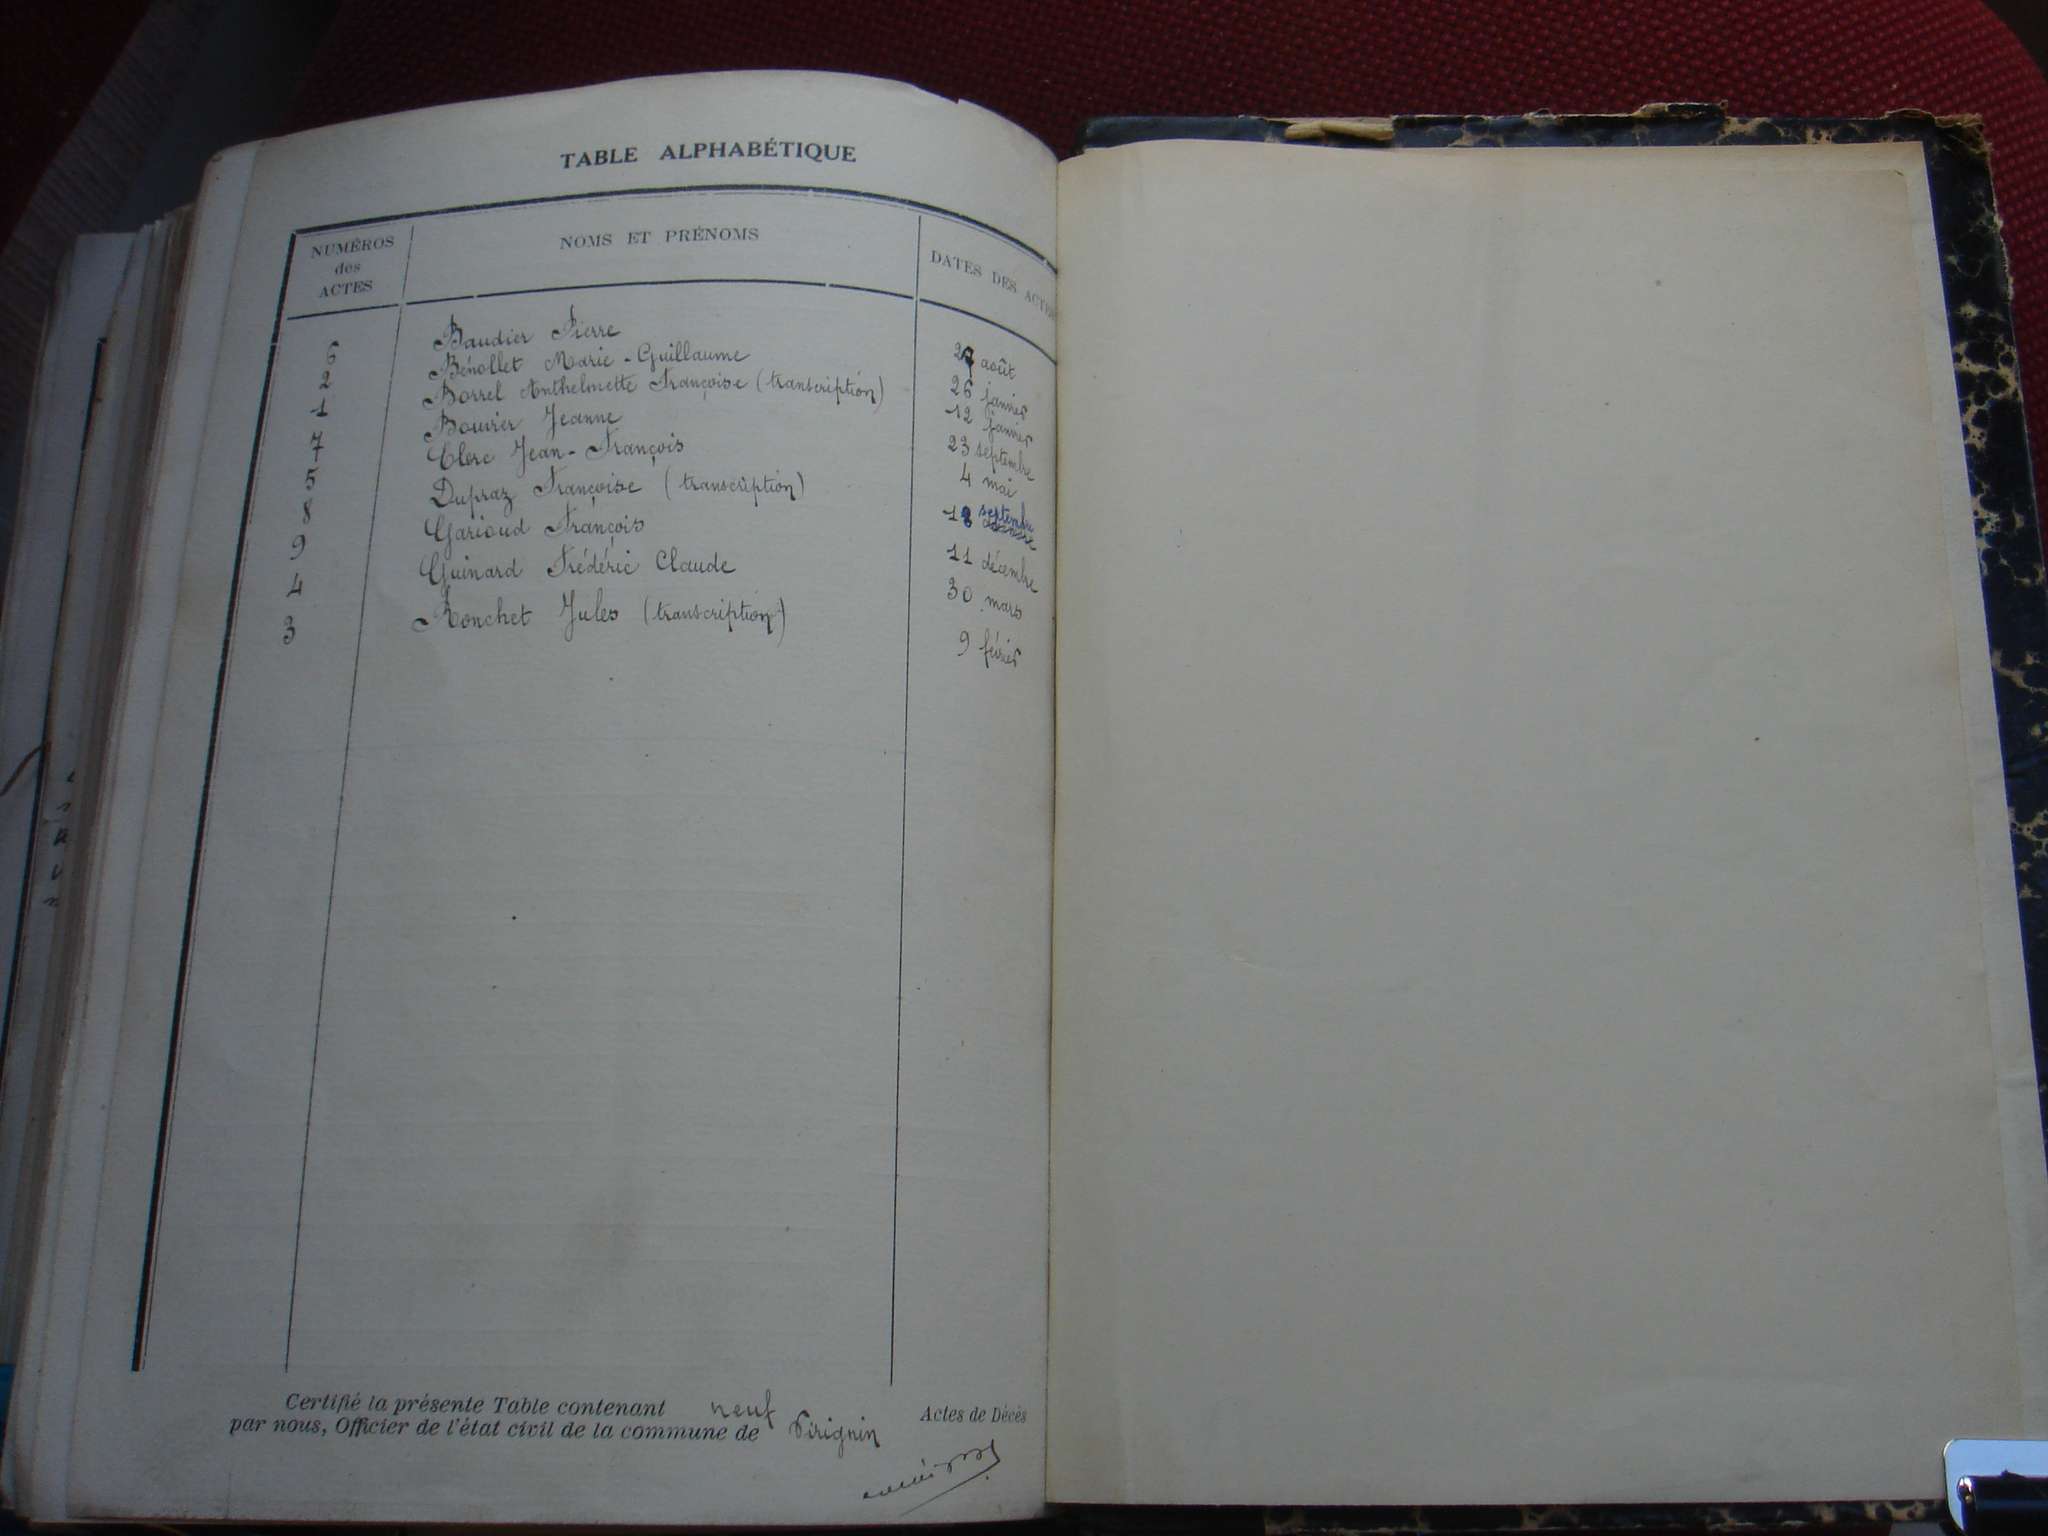 TABLE ALPHABÉTIQUE
NUMÉROS des ACTES NOMS ET PRÉNOMS DATES DES ACTES
6 Baudier Pierre 27 août
2 Bénollet Marie-Guillaume 26 janvier
1 Borrel Anthelmette Françoise (transcription) 12 janvier
7 Bouvier Jeanne 23 septembre
5 Clerc Jean-François 4 mai
8 Dupraz Françoise (transcription) 18 septembre
9 Garioud François 11 décembre
4 Guinard Frédéric Claude 30 mars
3 Ronchet Jules (transcription) 9 février
Certifié la présente Table contenant neuf Actes de Décès
par nous, Officier de l'état civil de la commune de Virignin